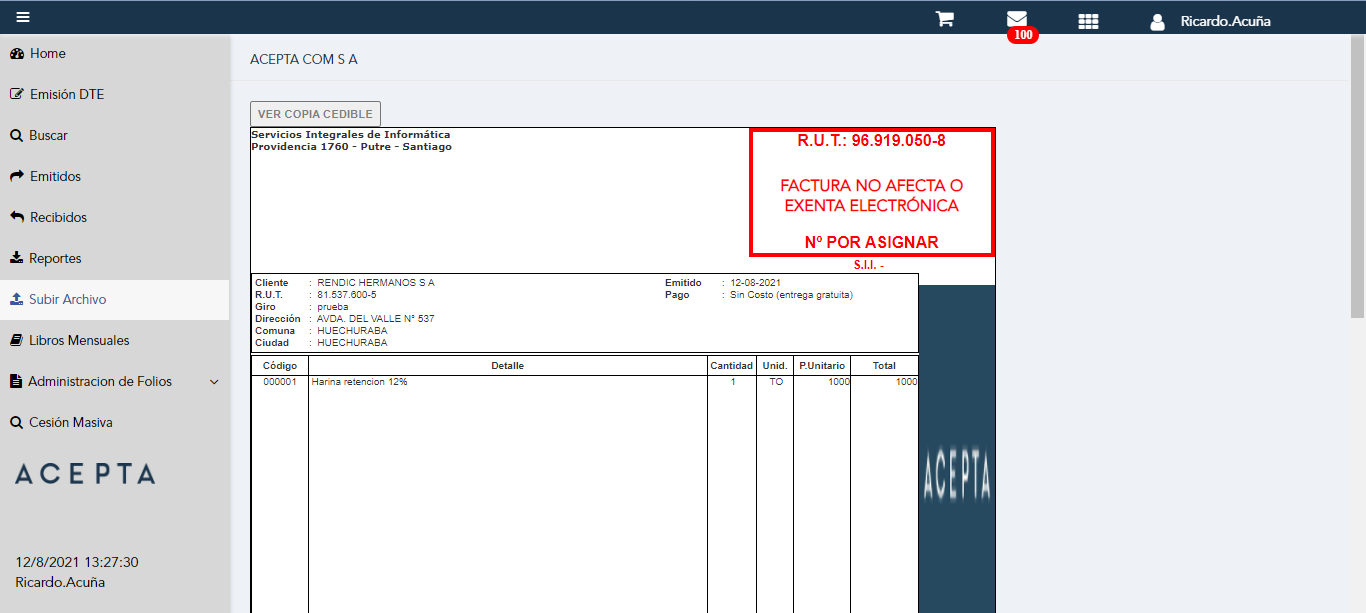 Ricardo.Acuña
100
Home
Emisión DTE
Buscar
Emitidos
Recibidos
Reportes
Subir Archivo
Libros Mensuales
Administracion de Folios
Cesión Masiva
ACEPTA
12/8/2021 13:27:30
Ricardo.Acuña
ACEPTA COM S A
VER COPIA CEDIBLE
Servicios Integrales de Informática
Providencia 1760 - Putre - Santiago
R.U.T.: 96.919.050-8
FACTURA NO AFECTA O
EXENTA ELECTRÓNICA
Nº POR ASIGNAR
S.I.I. -
Cliente : RENDIC HERMANOS S A Emitido : 12-08-2021
R.U.T. : 81.537.600-5 Pago : Sin Costo (entrega gratuita)
Giro : prueba
Dirección : AVDA. DEL VALLE N° 537
Comuna : HUECHURABA
Ciudad : HUECHURABA
Código Detalle Cantidad Unid. P.Unitario Total
000001 Harina retencion 12% 1 TO 1000 1000
ACEPTA